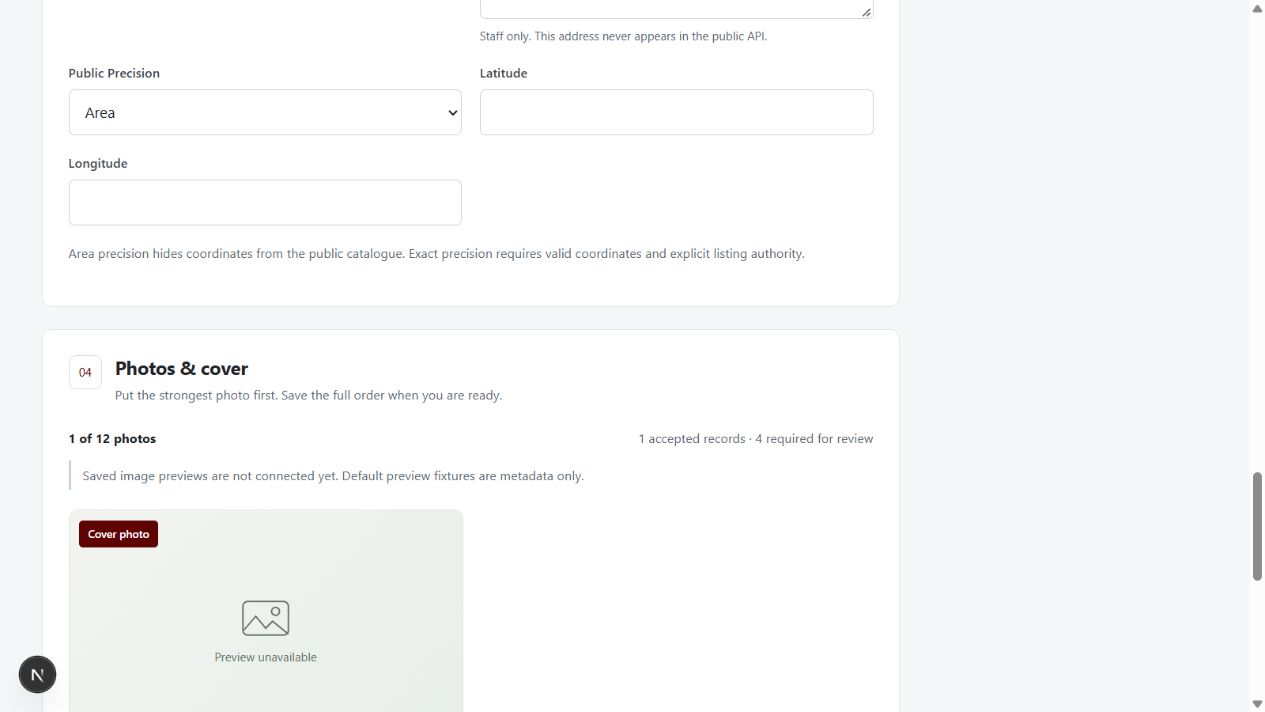 Staff only. This address never appears in the public API.
Public Precision
Latitude
Area
Longitude
Area precision hides coordinates from the public catalogue. Exact precision requires valid coordinates and explicit listing authority.
04
Photos & cover
Put the strongest photo first. Save the full order when you are ready.
1 of 12 photos
1 accepted records · 4 required for review
Saved image previews are not connected yet. Default preview fixtures are metadata only.
Cover photo
Preview unavailable
N